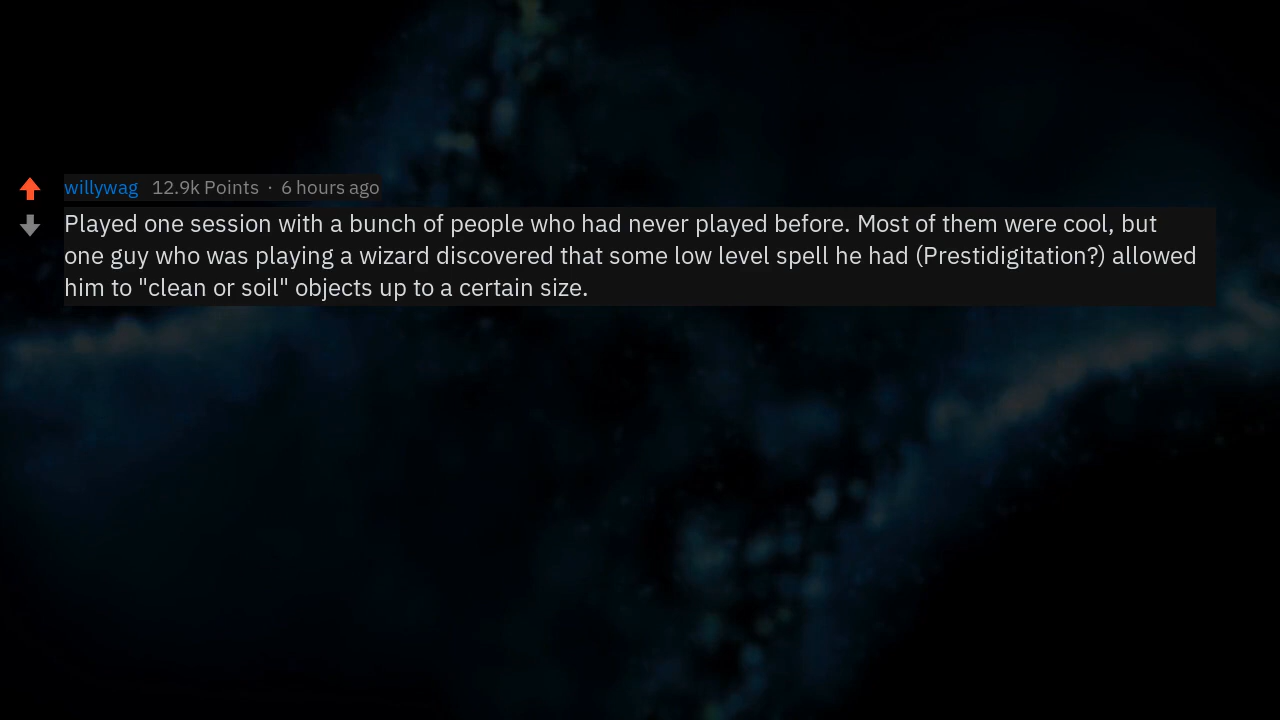 willywag 12.9k Points · 6 hours ago
Played one session with a bunch of people who had never played before. Most of them were cool, but
one guy who was playing a wizard discovered that some low level spell he had (Prestidigitation?) allowed
him to "clean or soil" objects up to a certain size.